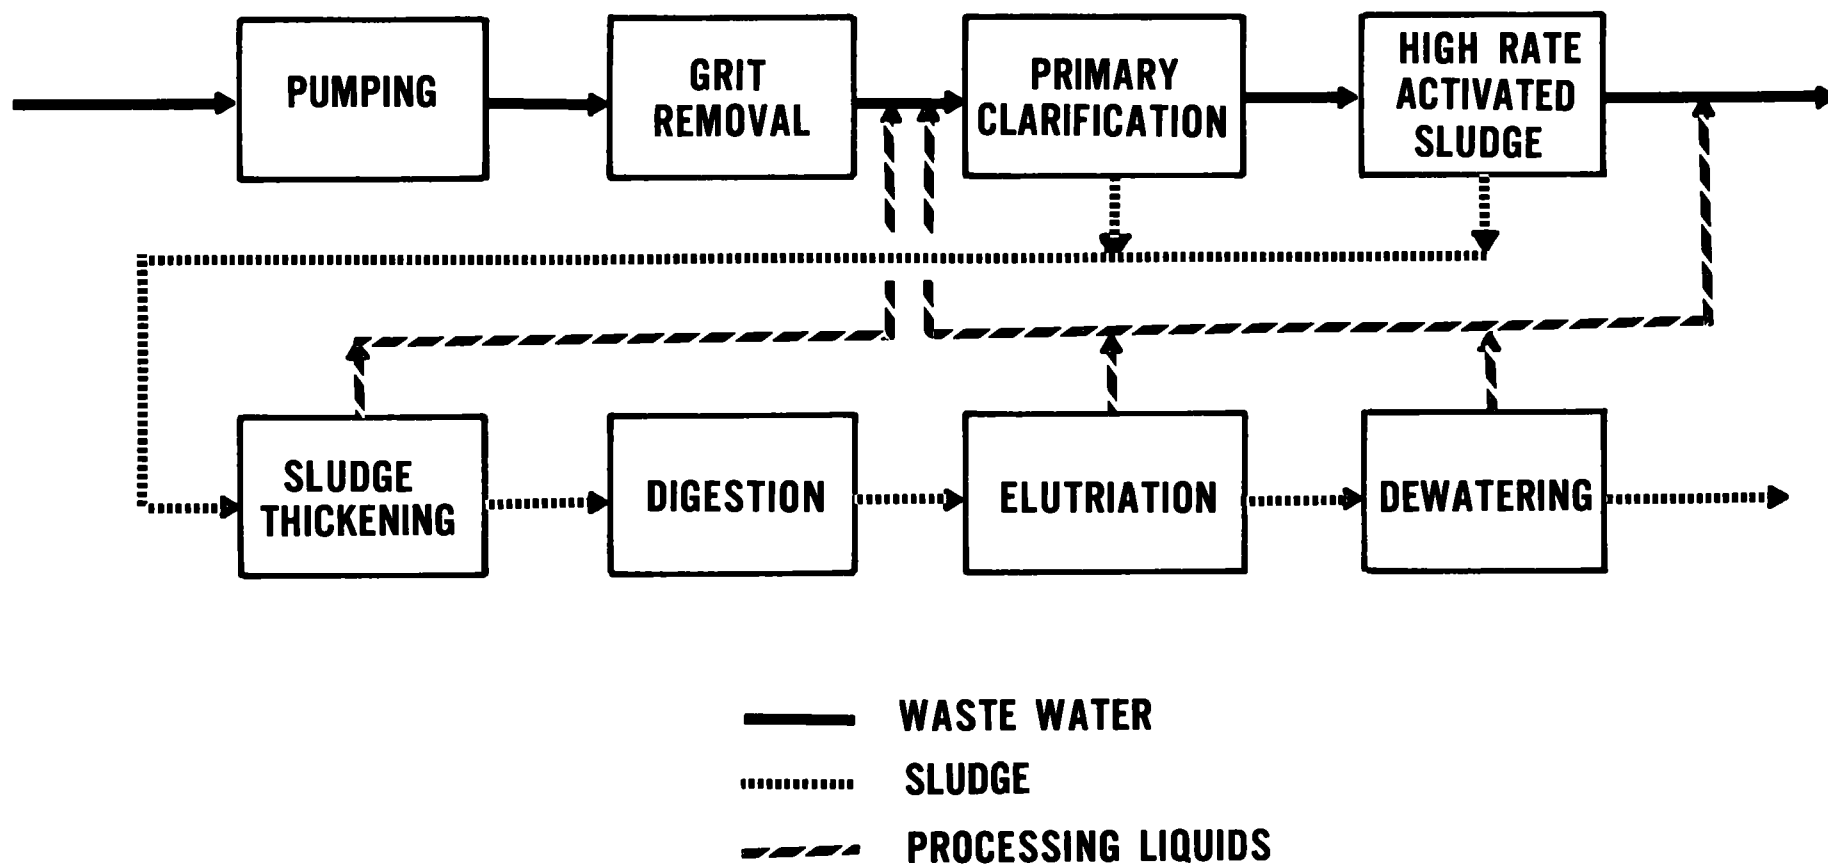 PUMPING
GRIT
REMOVAL
PRIMARY
CLARIFICATION
HIGH RATE
ACTIVATED
SLUDGE
SLUDGE
THICKENING
DIGESTION
ELUTRIATION
DEWATERING
WASTE WATER
SLUDGE
PROCESSING LIQUIDS